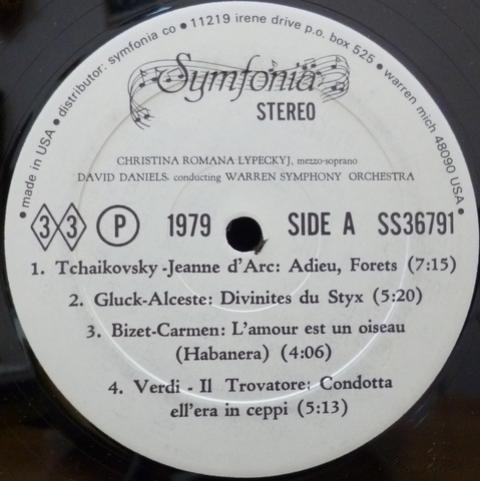 made in USA • distributor: symfonia co • 11219 irene drive p.o. box 525 • warren mich 48090 USA •
Symfonia
STEREO
CHRISTINA ROMANA LYPECKYJ, mezzo-soprano
DAVID DANIELS, conducting WARREN SYMPHONY ORCHESTRA
33 P 1979 SIDE A SS36791
1. Tchaikovsky-Jeanne d'Arc: Adieu, Forets (7:15)
2. Gluck-Alceste: Divinites du Styx (5:20)
3. Bizet-Carmen: L'amour est un oiseau
(Habanera) (4:06)
4. Verdi - Il Trovatore: Condotta
ell'era in ceppi (5:13)